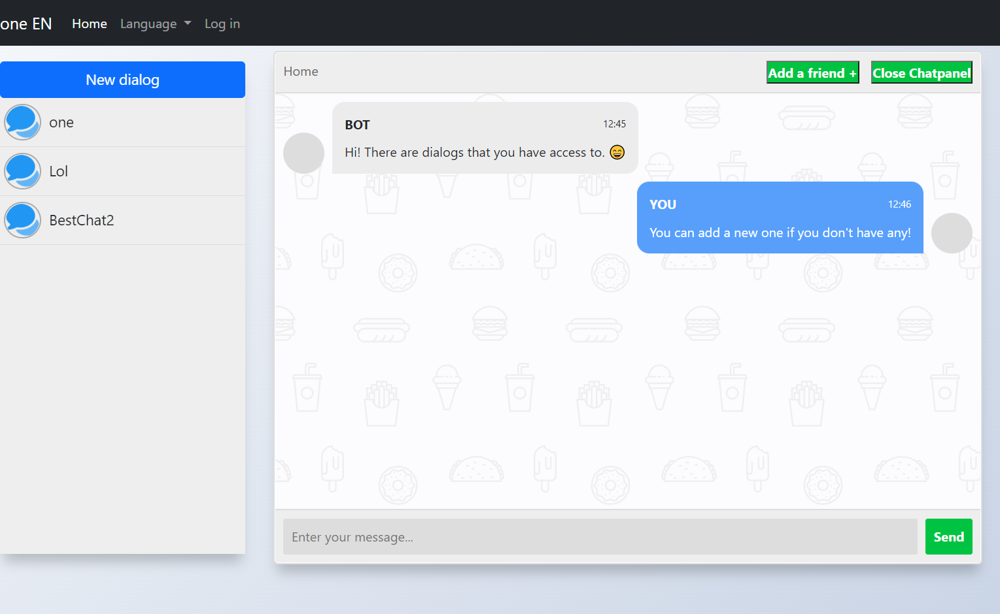 one EN Home Language Log in
New dialog
one
Lol
BestChat2
Home Add a friend + Close Chatpanel
BOT 12:45
Hi! There are dialogs that you have access to. 😄
YOU 12:46
You can add a new one if you don't have any!
Enter your message... Send